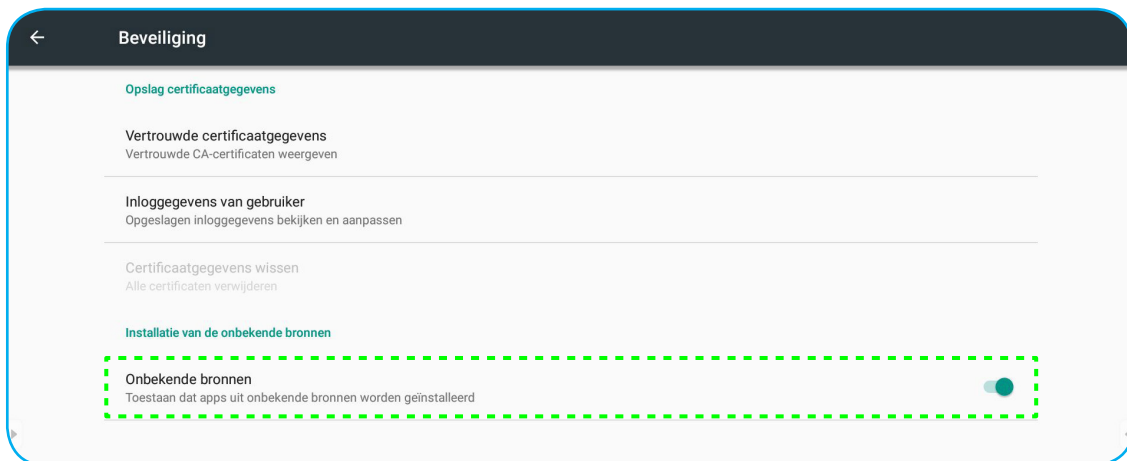 Beveiliging
Opslag certificaatgegevens
Vertrouwde certificaatgegevens
Vertrouwde CA-certificaten weergeven
Inloggegevens van gebruiker
Opgeslagen inloggegevens bekijken en aanpassen
Certificaatgegevens wissen
Alle certificaten verwijderen
Installatie van de onbekende bronnen
Onbekende bronnen
Toestaan dat apps uit onbekende bronnen worden geïnstalleerd